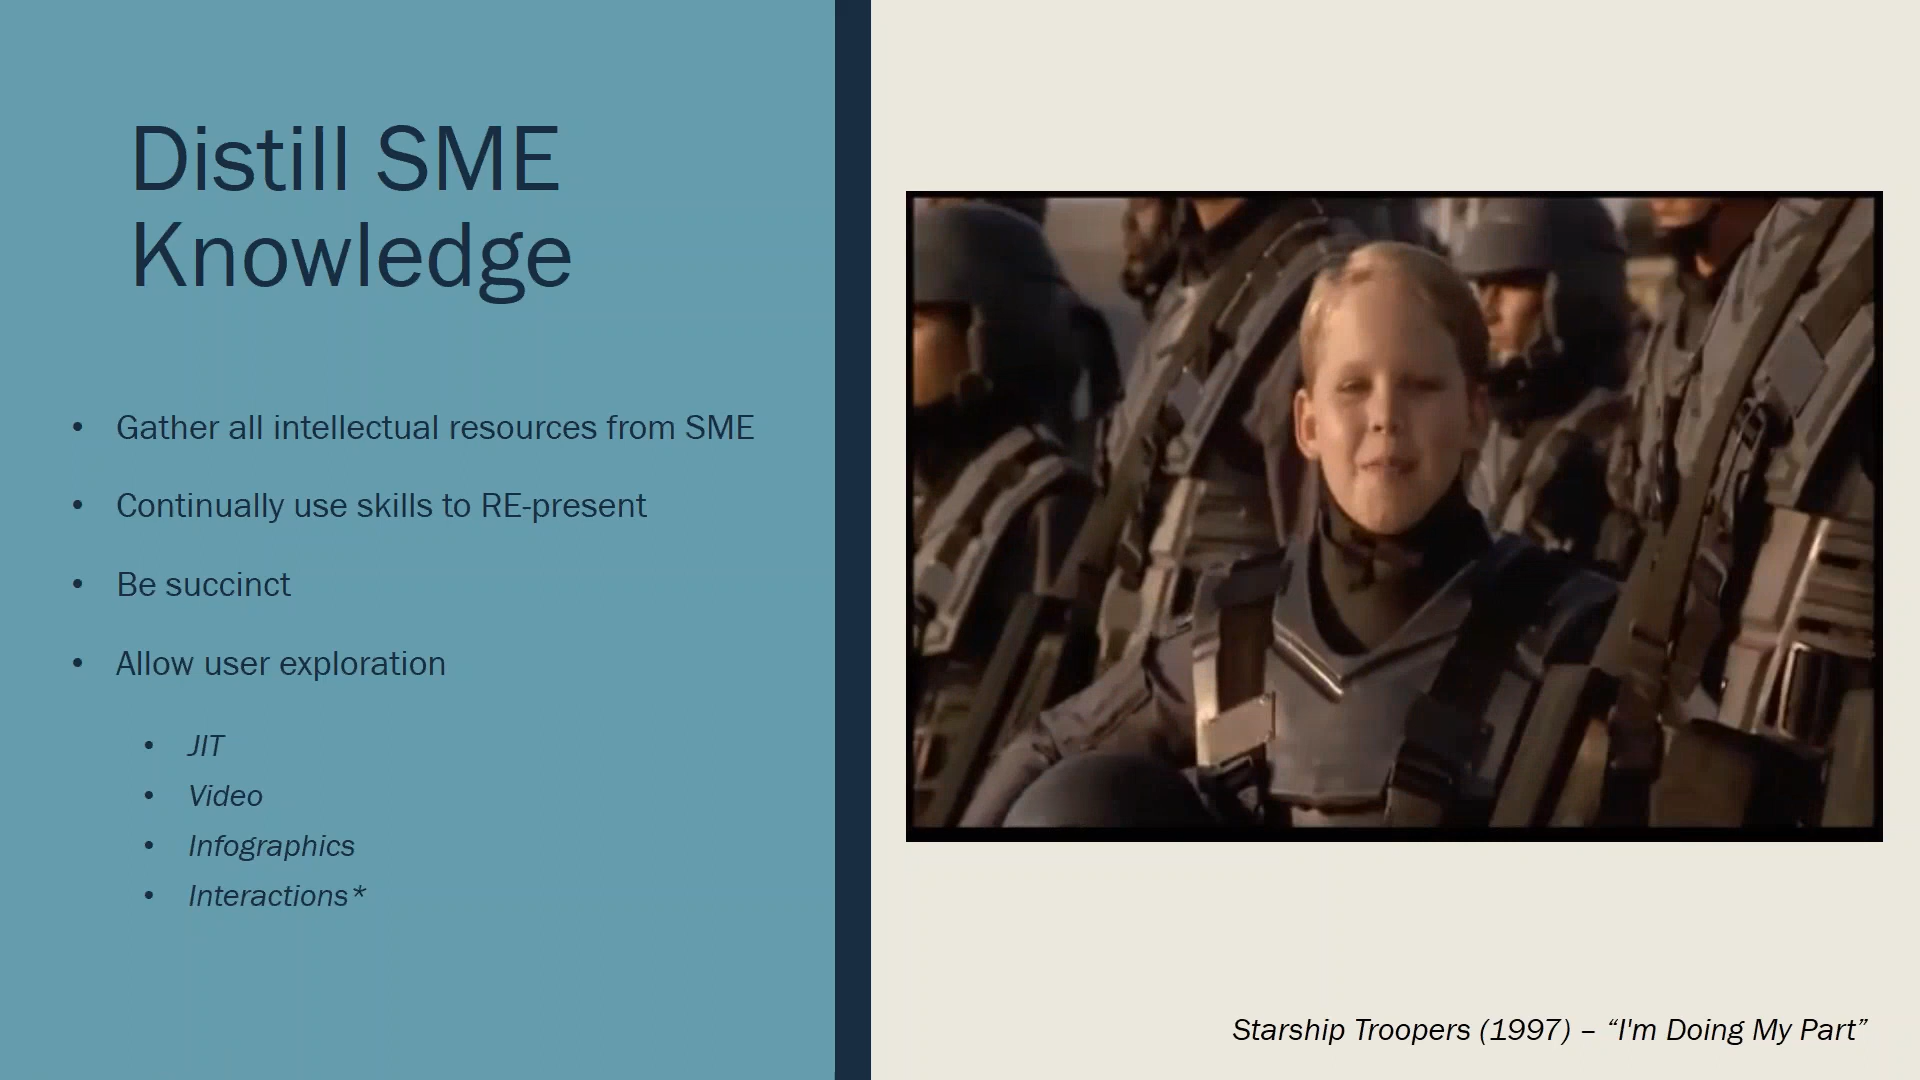 Distill SME
Knowledge
• Gather all intellectual resources from SME
• Continually use skills to RE-present
• Be succinct
• Allow user exploration
• JIT
• Video
• Infographics
• Interactions*
Starship Troopers (1997) – “I'm Doing My Part”